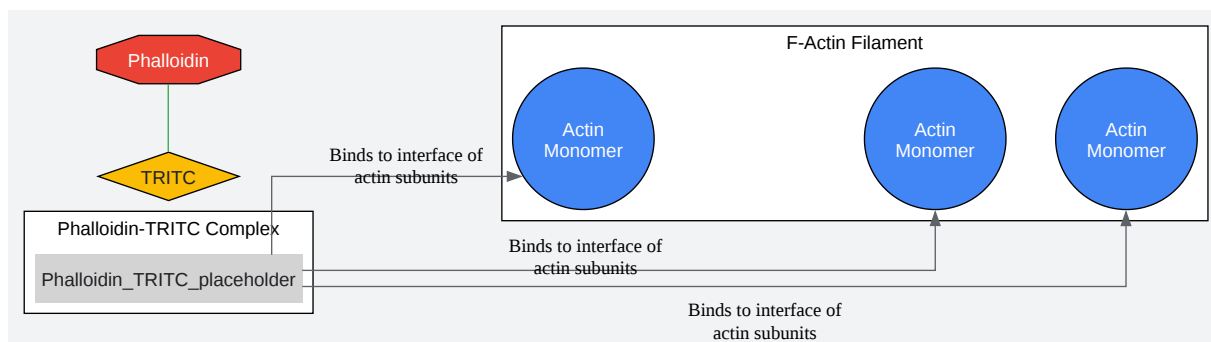 F-Actin Filament
Phalloidin
Actin
Monomer
Actin
Monomer
Actin
Monomer
Binds to interface of
actin subunits
TRITC
Phalloidin-TRITC Complex
Binds to interface of
actin subunits
Phalloidin_TRITC_placeholder
Binds to interface of
actin subunits